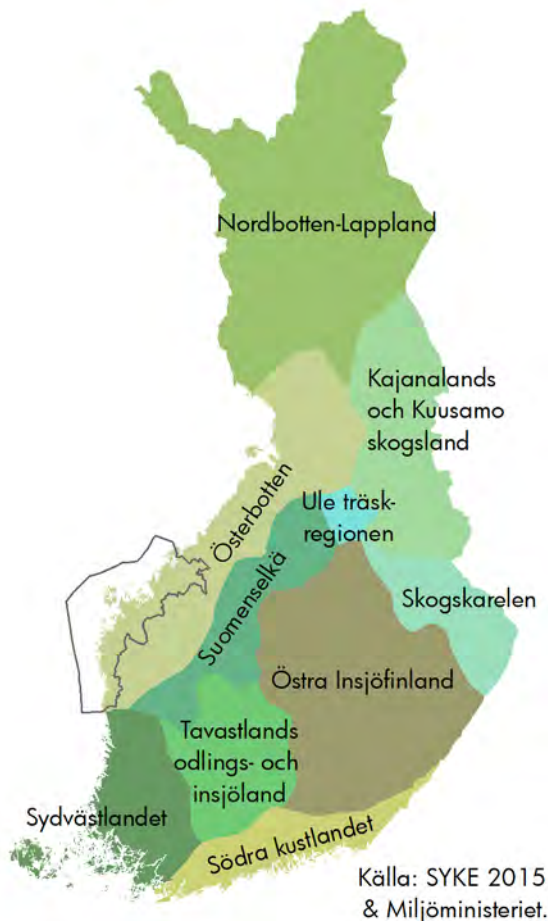 Nordbotten-Lappland
Kajanalands
och Kuusamo
skogsland
Österbotten
Ule träsk-
regionen
Suomenselkä
Skogskarelen
Östra Insjöfinland
Tavastlands
odlings- och
insjöland
Sydvästlandet
Södra kustlandet
Källa: SYKE 2015
& Miljöministeriet.